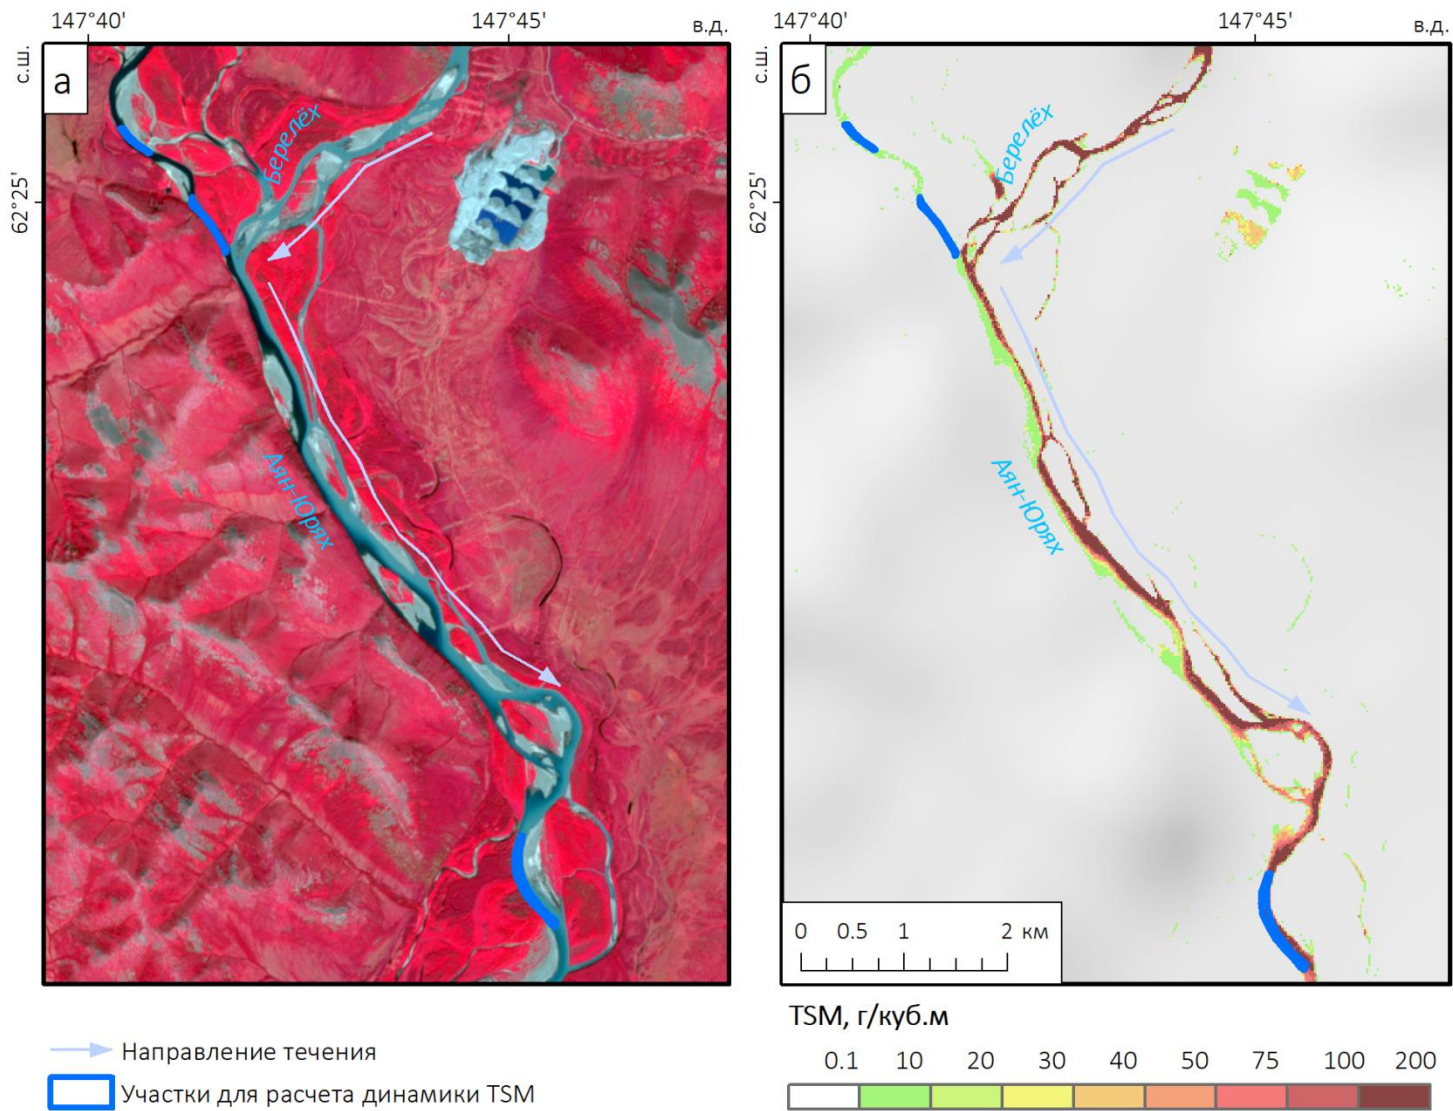 147°40' 147°45' в.д. 147°40' 147°45' в.д.
с.ш. а с.ш. б
Берелёх Берелёх
62°25' 62°25'
Аян-Юрях Аян-Юрях
0 0.5 1 2 км
TSM, г/куб.м
Направление течения
0.1 10 20 30 40 50 75 100 200
Участки для расчета динамики TSM